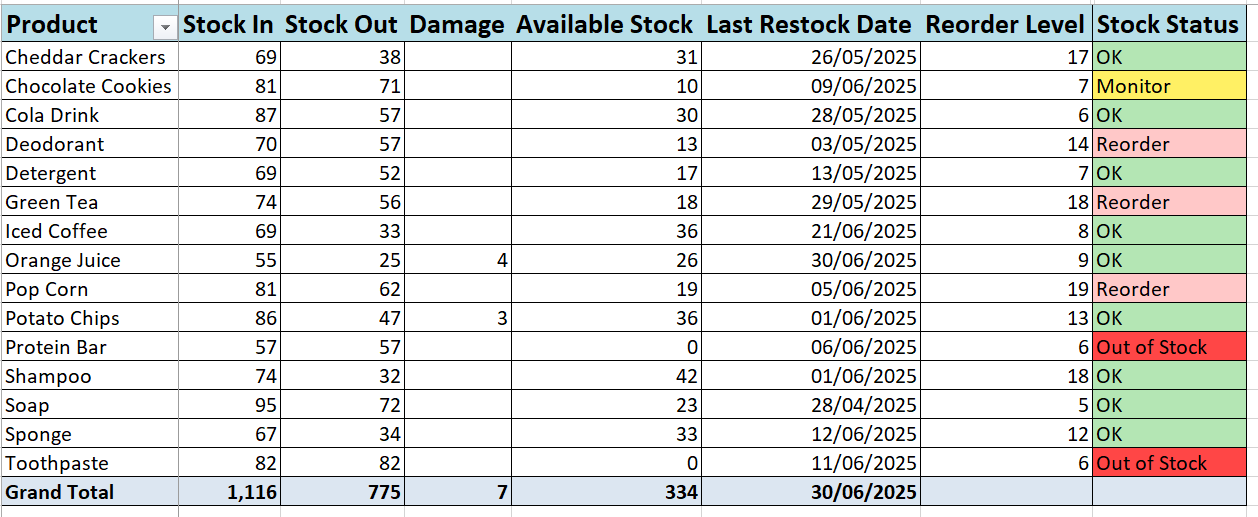 Product Stock In Stock Out Damage Available Stock Last Restock Date Reorder Level Stock Status
Cheddar Crackers 69 38 31 26/05/2025 17 OK
Chocolate Cookies 81 71 10 09/06/2025 7 Monitor
Cola Drink 87 57 30 28/05/2025 6 OK
Deodorant 70 57 13 03/05/2025 14 Reorder
Detergent 69 52 17 13/05/2025 7 OK
Green Tea 74 56 18 29/05/2025 18 Reorder
Iced Coffee 69 33 36 21/06/2025 8 OK
Orange Juice 55 25 4 26 30/06/2025 9 OK
Pop Corn 81 62 19 05/06/2025 19 Reorder
Potato Chips 86 47 3 36 01/06/2025 13 OK
Protein Bar 57 57 0 06/06/2025 6 Out of Stock
Shampoo 74 32 42 01/06/2025 18 OK
Soap 95 72 23 28/04/2025 5 OK
Sponge 67 34 33 12/06/2025 12 OK
Toothpaste 82 82 0 11/06/2025 6 Out of Stock
Grand Total 1,116 775 7 334 30/06/2025